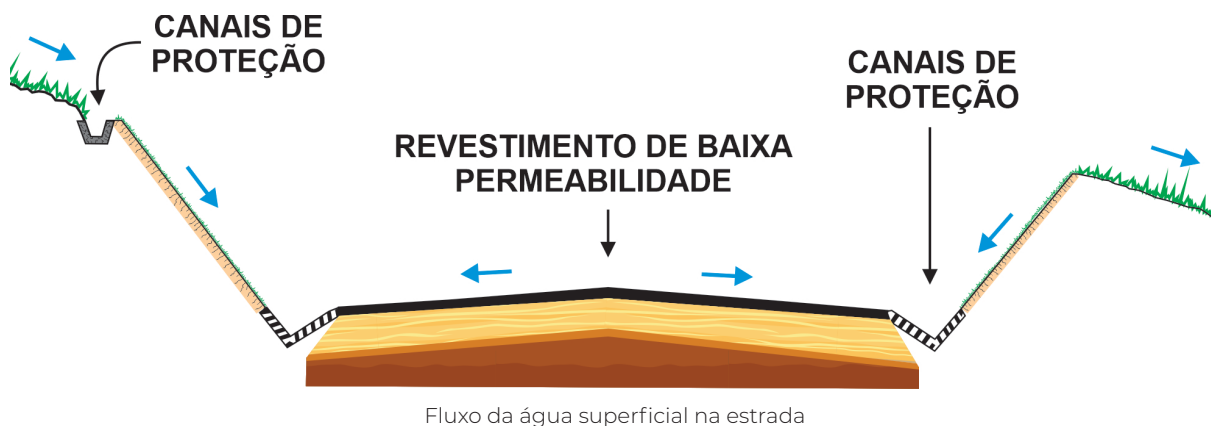 CANAIS DE
PROTEÇÃO
CANAIS DE
PROTEÇÃO
REVESTIMENTO DE BAIXA
PERMEABILIDADE
Fluxo da água superficial na estrada